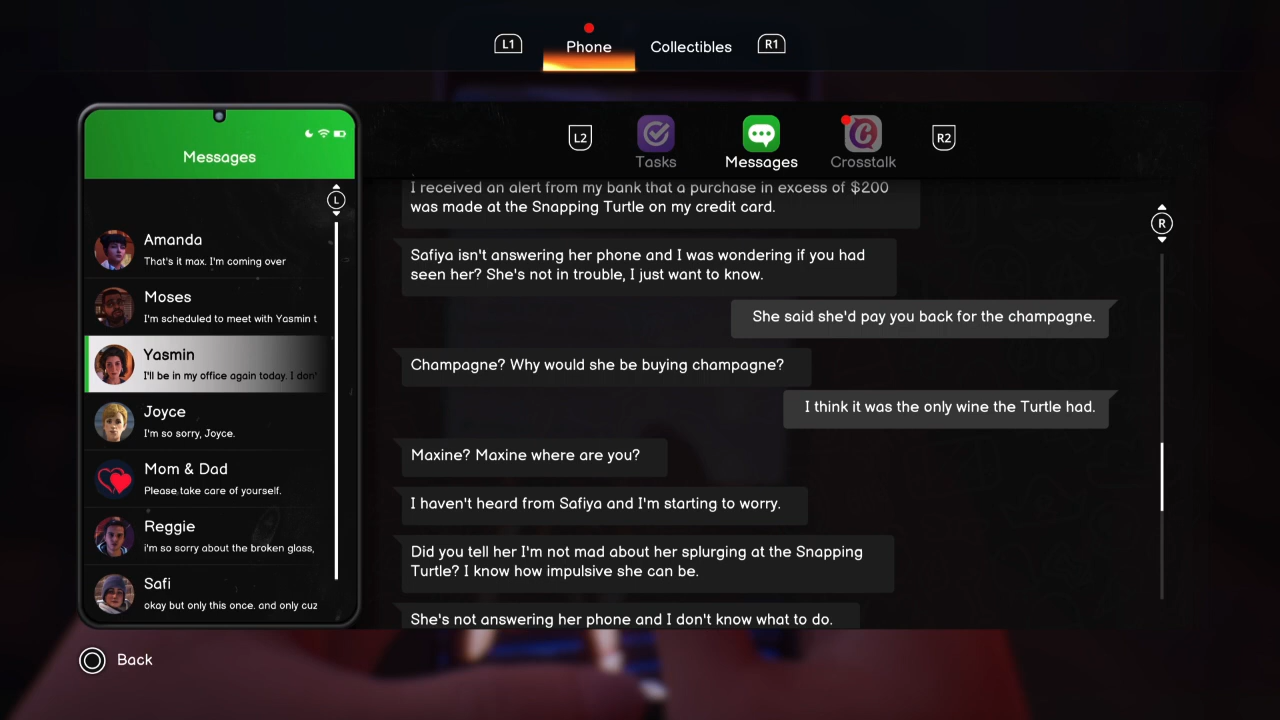 L1
Phone
Collectibles
R1
Messages
L2
Tasks
Messages
Crosstalk
R2
L
R
Amanda
That's it max. I'm coming over
Moses
I'm scheduled to meet with Yasmin t
Yasmin
I'll be in my office again today. I don'
Joyce
I'm so sorry, Joyce.
Mom & Dad
Please take care of yourself.
Reggie
i'm so sorry about the broken glass,
Safi
okay but only this once. and only cuz
I received an alert from my bank that a purchase in excess of $200
was made at the Snapping Turtle on my credit card.
Safiya isn't answering her phone and I was wondering if you had
seen her? She's not in trouble, I just want to know.
She said she'd pay you back for the champagne.
Champagne? Why would she be buying champagne?
I think it was the only wine the Turtle had.
Maxine? Maxine where are you?
I haven't heard from Safiya and I'm starting to worry.
Did you tell her I'm not mad about her splurging at the Snapping
Turtle? I know how impulsive she can be.
She's not answering her phone and I don't know what to do.
Back